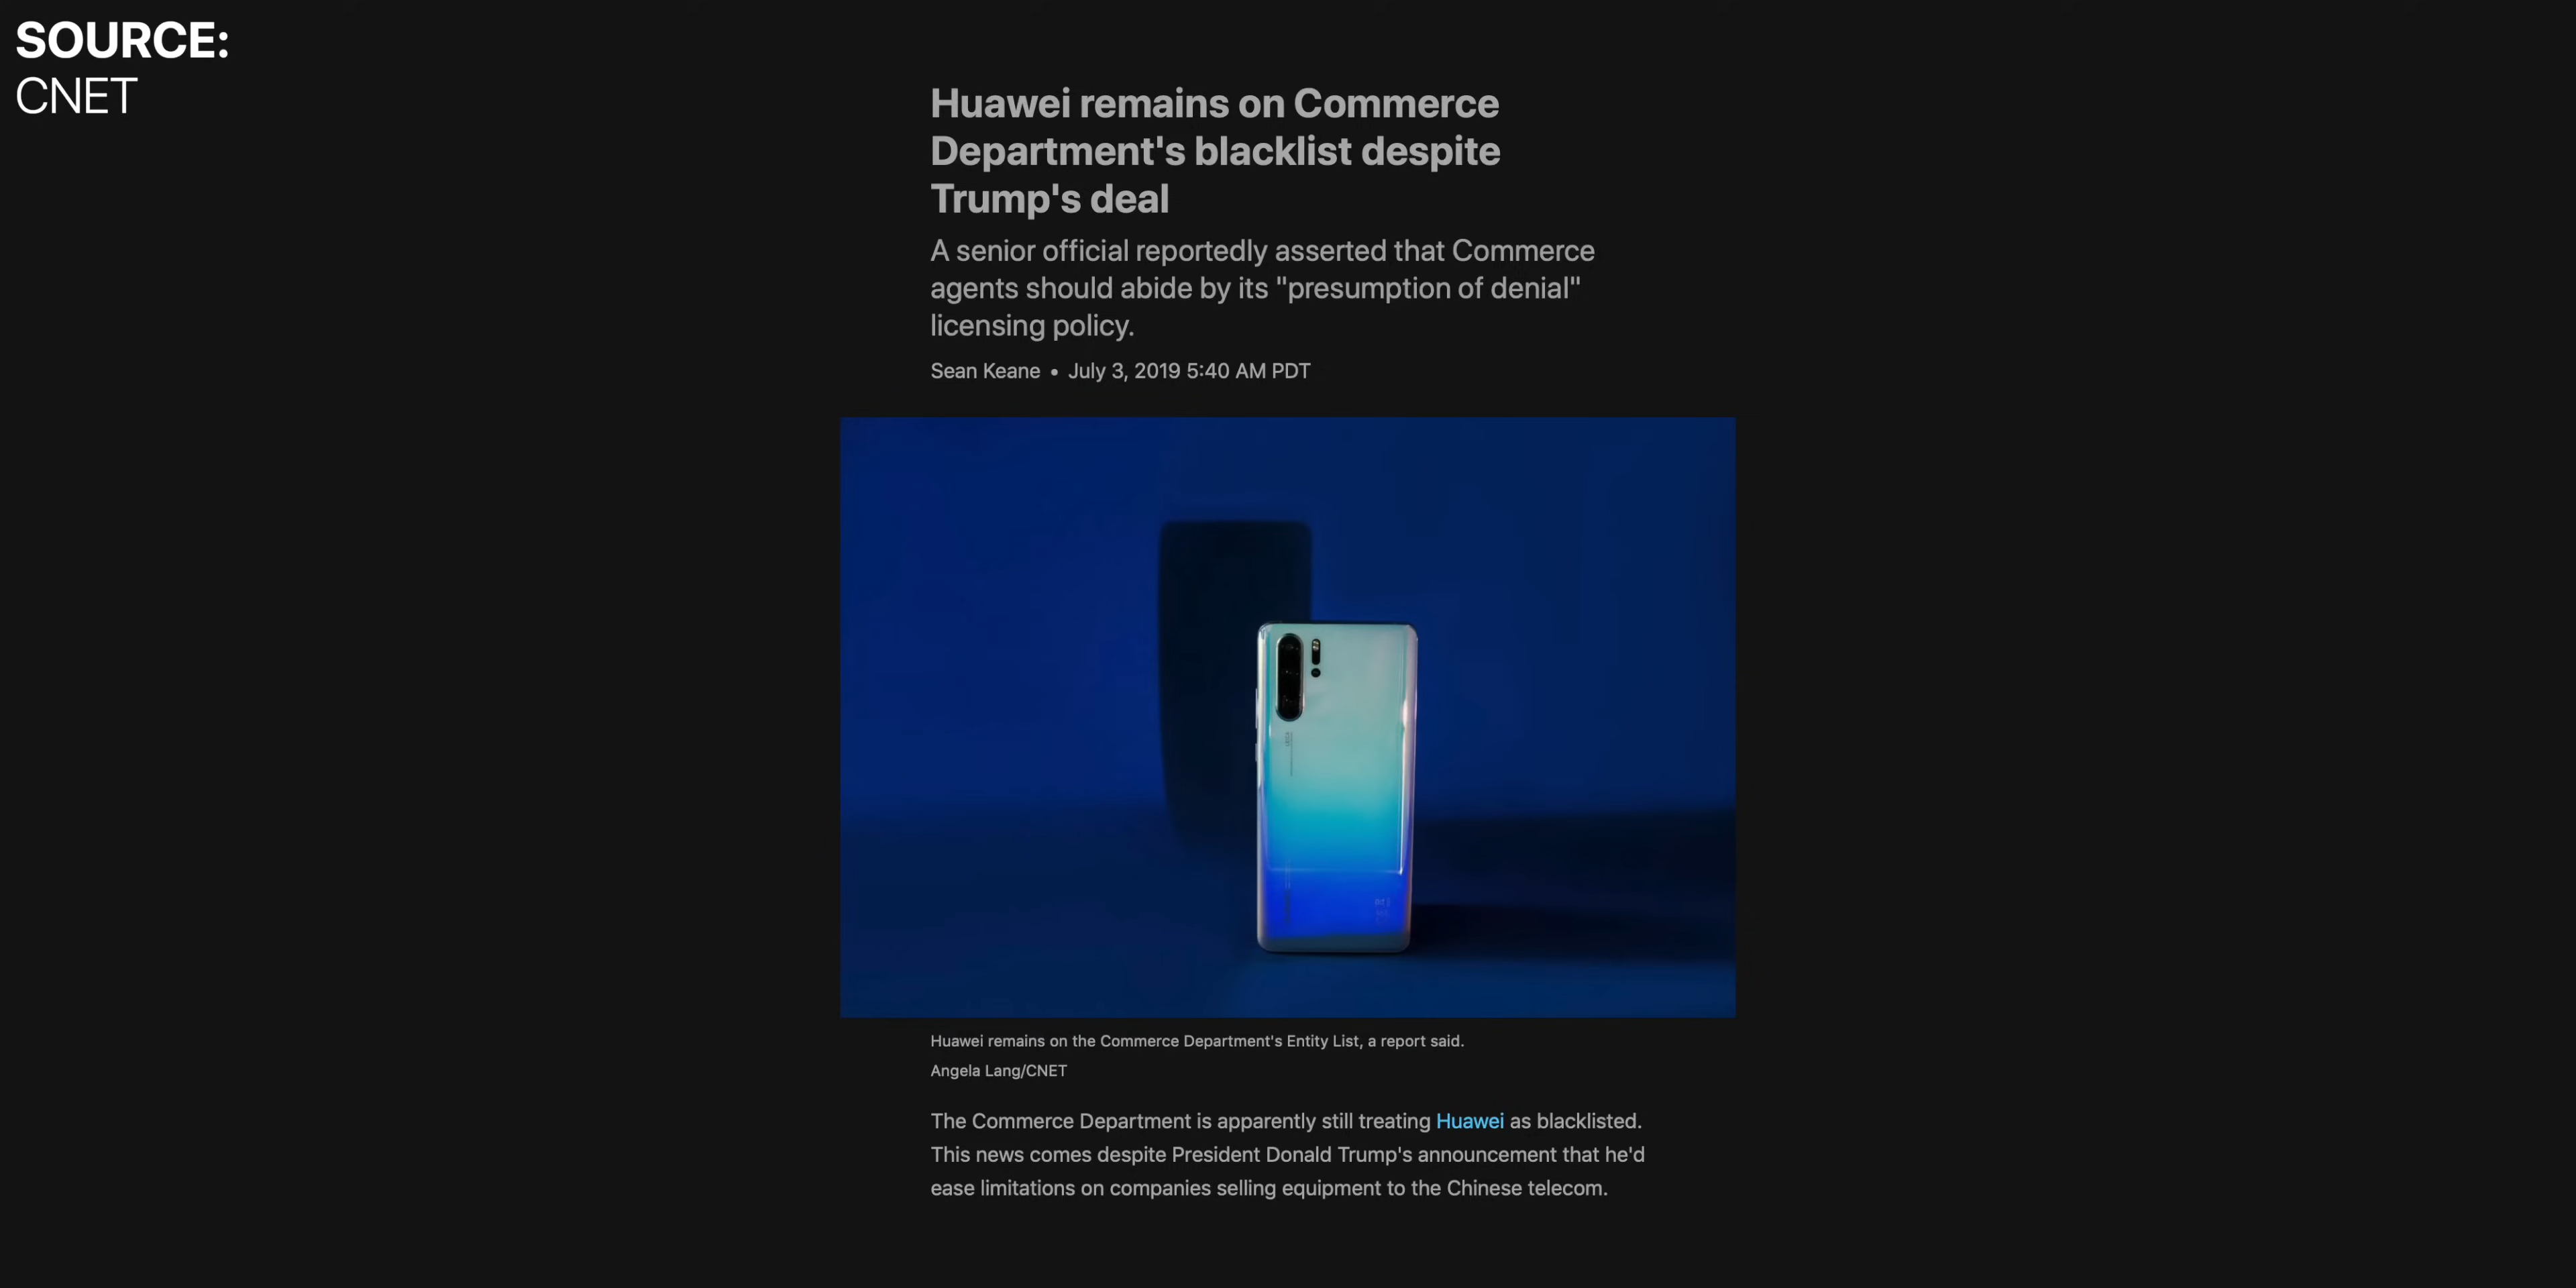 SOURCE:
CNET
Huawei remains on Commerce
Department's blacklist despite
Trump's deal
A senior official reportedly asserted that Commerce
agents should abide by its "presumption of denial"
licensing policy.
Sean Keane • July 3, 2019 5:40 AM PDT
Huawei remains on the Commerce Department's Entity List, a report said.
Angela Lang/CNET
The Commerce Department is apparently still treating Huawei as blacklisted.
This news comes despite President Donald Trump's announcement that he'd
ease limitations on companies selling equipment to the Chinese telecom.